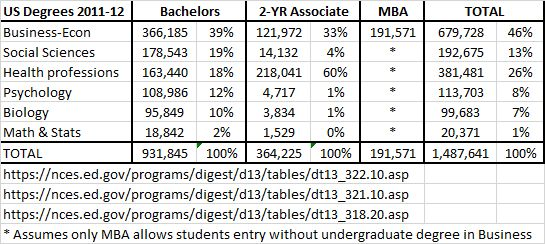 US Degrees 2011-12 Bachelors 2-YR Associate MBA TOTAL
Business-Econ 366,185 39% 121,972 33% 191,571 679,728 46%
Social Sciences 178,543 19% 14,132 4% * 192,675 13%
Health professions 163,440 18% 218,041 60% * 381,481 26%
Psychology 108,986 12% 4,717 1% * 113,703 8%
Biology 95,849 10% 3,834 1% * 99,683 7%
Math & Stats 18,842 2% 1,529 0% * 20,371 1%
TOTAL 931,845 100% 364,225 100% 191,571 1,487,641 100%
https://nces.ed.gov/programs/digest/d13/tables/dt13_322.10.asp
https://nces.ed.gov/programs/digest/d13/tables/dt13_321.10.asp
https://nces.ed.gov/programs/digest/d13/tables/dt13_318.20.asp
* Assumes only MBA allows students entry without undergraduate degree in Business